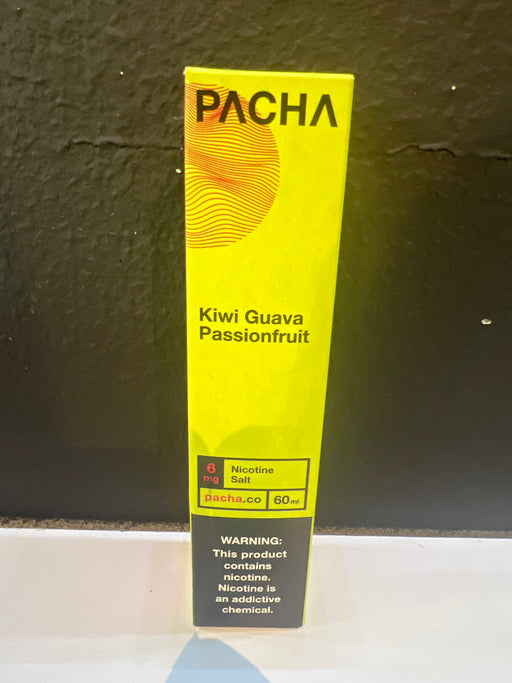 PACHA
Kiwi Guava
Passionfruit
6
mg
Nicotine
Salt
pacha.co
60ml
WARNING:
This product
contains
nicotine.
Nicotine is
an addictive
chemical.